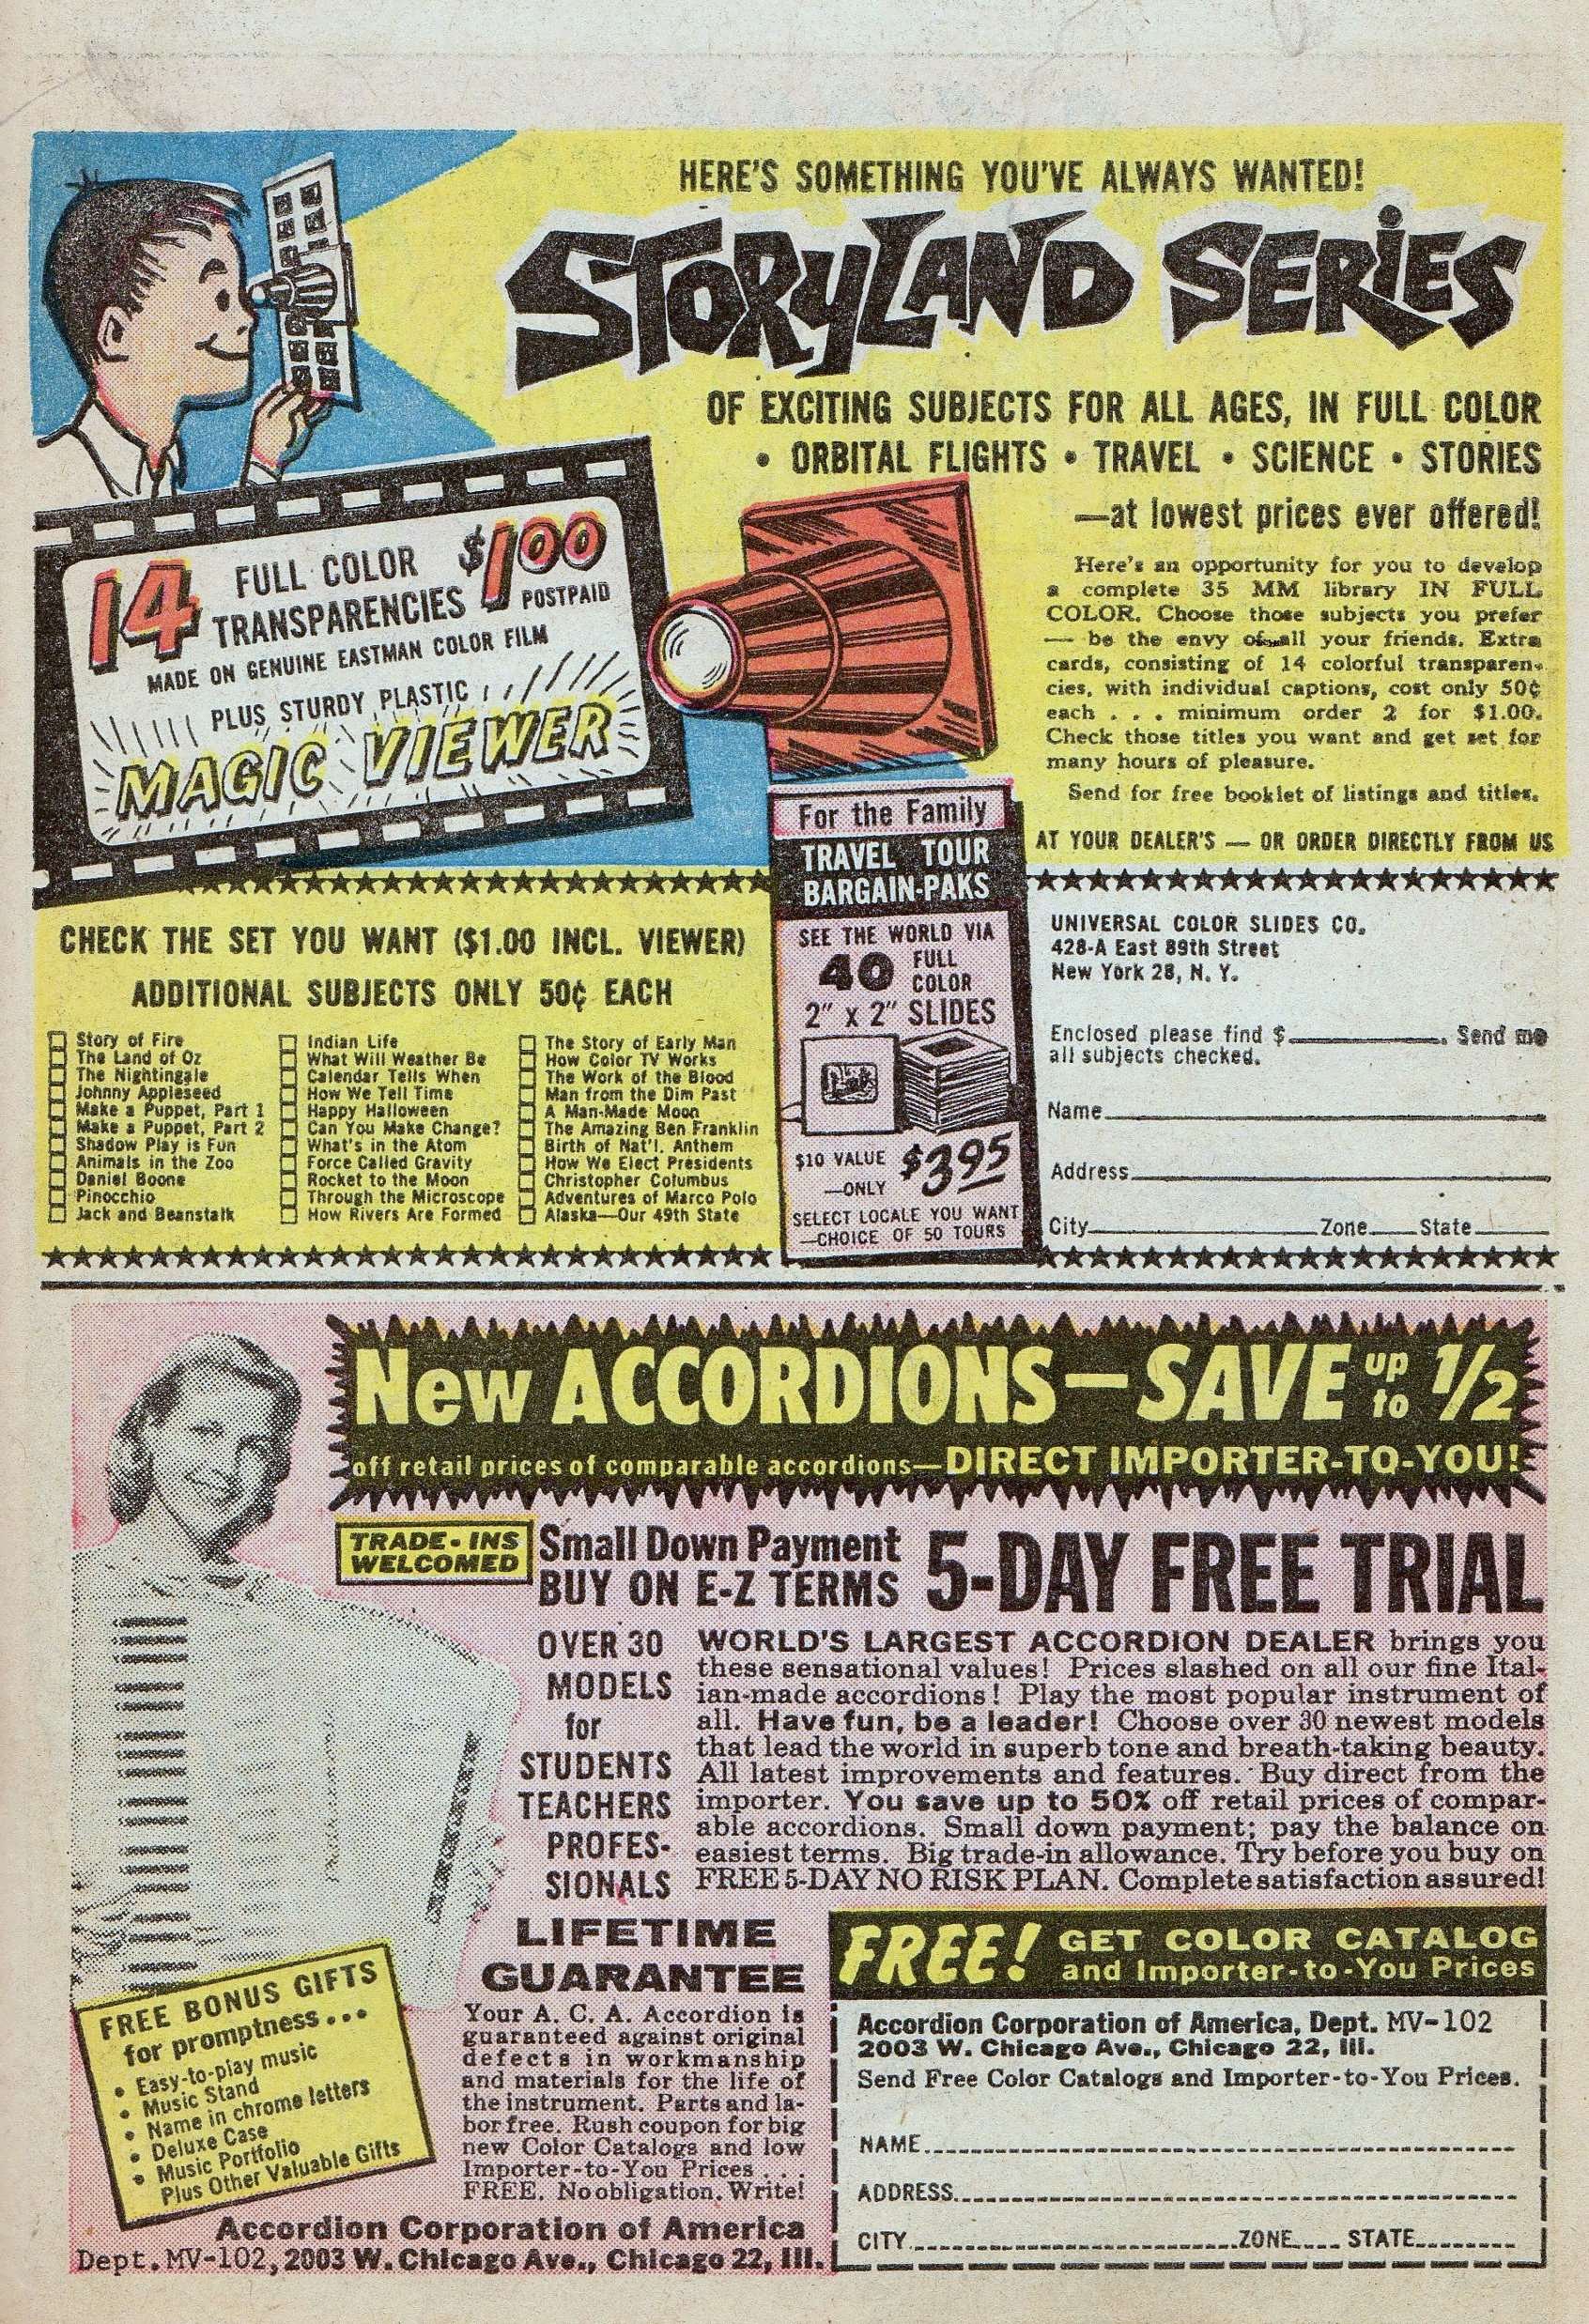 HERE'S SOMETHING YOU'VE ALWAYS WANTED!
STORYLAND SERIES
OF EXCITING SUBJECTS FOR ALL AGES, IN FULL COLOR
• ORBITAL FLIGHTS • TRAVEL • SCIENCE • STORIES
—at lowest prices ever offered!
14 FULL COLOR $1.00
TRANSPARENCIES POSTPAID
MADE ON GENUINE EASTMAN COLOR FILM
PLUS STURDY PLASTIC
MAGIC VIEWER
Here's an opportunity for you to develop
a complete 35 MM library IN FULL
COLOR. Choose those subjects you prefer
— be the envy of all your friends. Extra
cards, consisting of 14 colorful transparen-
cies, with individual captions, cost only 50¢
each . . . minimum order 2 for $1.00.
Check those titles you want and get set for
many hours of pleasure.
Send for free booklet of listings and titles.
AT YOUR DEALER'S — OR ORDER DIRECTLY FROM US
CHECK THE SET YOU WANT ($1.00 INCL. VIEWER)
ADDITIONAL SUBJECTS ONLY 50¢ EACH
Story of Fire
The Land of Oz
The Nightingale
Johnny Appleseed
Make a Puppet, Part 1
Make a Puppet, Part 2
Shadow Play is Fun
Animals in the Zoo
Daniel Boone
Pinocchio
Jack and Beanstalk
Indian Life
What Will Weather Be
Calendar Tells When
How We Tell Time
Happy Halloween
Can You Make Change?
What's in the Atom
Force Called Gravity
Rocket to the Moon
Through the Microscope
How Rivers Are Formed
The Story of Early Man
How Color TV Works
The Work of the Blood
Man from the Dim Past
A Man-Made Moon
The Amazing Ben Franklin
Birth of Nat'l. Anthem
How We Elect Presidents
Christopher Columbus
Adventures of Marco Polo
Alaska—Our 49th State
For the Family
TRAVEL TOUR
BARGAIN-PAKS
SEE THE WORLD VIA
40 FULL COLOR
2" x 2" SLIDES
$10 VALUE
—ONLY $3.95
SELECT LOCALE YOU WANT
—CHOICE OF 50 TOURS
UNIVERSAL COLOR SLIDES CO.
428-A East 89th Street
New York 28, N. Y.
Enclosed please find $ . Send me
all subjects checked.
Name
Address
City Zone State
New ACCORDIONS—SAVE up to 1/2
off retail prices of comparable accordions—DIRECT IMPORTER-TO-YOU!
TRADE-INS
WELCOMED
Small Down Payment
BUY ON E-Z TERMS
5-DAY FREE TRIAL
OVER 30
MODELS
for
STUDENTS
TEACHERS
PROFES-
SIONALS
WORLD'S LARGEST ACCORDION DEALER brings you
these sensational values! Prices slashed on all our fine Ital-
ian-made accordions! Play the most popular instrument of
all. Have fun, be a leader! Choose over 30 newest models
that lead the world in superb tone and breath-taking beauty.
All latest improvements and features. Buy direct from the
importer. You save up to 50% off retail prices of compar-
able accordions. Small down payment; pay the balance on
easiest terms. Big trade-in allowance. Try before you buy on
FREE 5-DAY NO RISK PLAN. Complete satisfaction assured!
LIFETIME
GUARANTEE
Your A. C. A. Accordion is
guaranteed against original
defects in workmanship
and materials for the life of
the instrument. Parts and la-
bor free. Rush coupon for big
new Color Catalogs and low
Importer-to-You Prices . . .
FREE. No obligation. Write!
FREE BONUS GIFTS
for promptness...
• Easy-to-play music
• Music Stand
• Name in chrome letters
• Deluxe Case
• Music Portfolio
Plus Other Valuable Gifts
Accordion Corporation of America
Dept. MV-102, 2003 W. Chicago Ave., Chicago 22, Ill.
FREE! GET COLOR CATALOG
and Importer-to-You Prices
Accordion Corporation of America, Dept. MV-102
2003 W. Chicago Ave., Chicago 22, Ill.
Send Free Color Catalogs and Importer-to-You Prices.
NAME
ADDRESS
CITY ZONE STATE